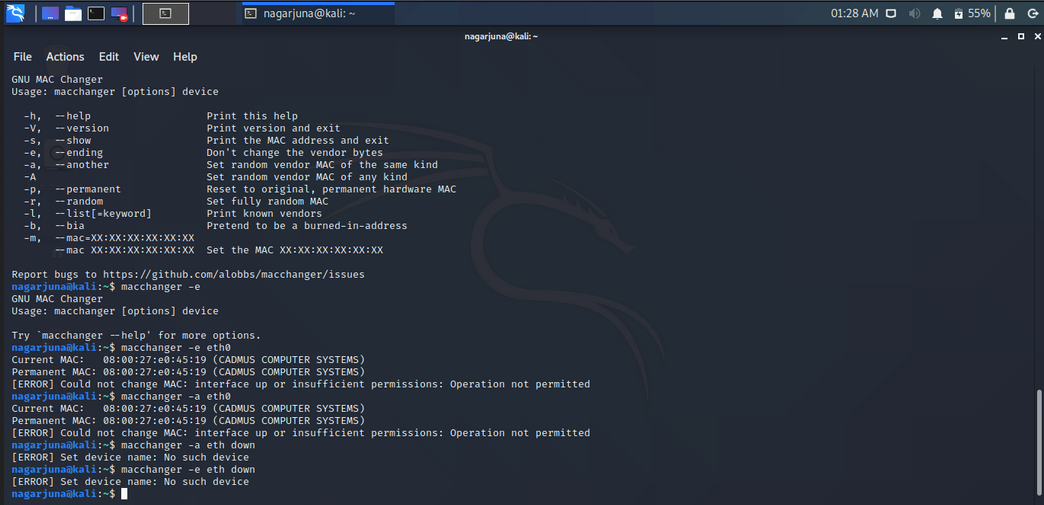 nagarjuna@kali: ~
01:28 AM
55%
nagarjuna@kali: ~
File Actions Edit View Help
GNU MAC Changer
Usage: macchanger [options] device
-h, --help Print this help
-V, --version Print version and exit
-s, --show Print the MAC address and exit
-e, --ending Don't change the vendor bytes
-a, --another Set random vendor MAC of the same kind
-A Set random vendor MAC of any kind
-p, --permanent Reset to original, permanent hardware MAC
-r, --random Set fully random MAC
-l, --list[=keyword] Print known vendors
-b, --bia Pretend to be a burned-in-address
-m, --mac=XX:XX:XX:XX:XX:XX
--mac XX:XX:XX:XX:XX:XX Set the MAC XX:XX:XX:XX:XX:XX
Report bugs to https://github.com/alobbs/macchanger/issues
nagarjuna@kali:~$ macchanger -e
GNU MAC Changer
Usage: macchanger [options] device
Try `macchanger --help' for more options.
nagarjuna@kali:~$ macchanger -e eth0
Current MAC: 08:00:27:e0:45:19 (CADMUS COMPUTER SYSTEMS)
Permanent MAC: 08:00:27:e0:45:19 (CADMUS COMPUTER SYSTEMS)
[ERROR] Could not change MAC: interface up or insufficient permissions: Operation not permitted
nagarjuna@kali:~$ macchanger -a eth0
Current MAC: 08:00:27:e0:45:19 (CADMUS COMPUTER SYSTEMS)
Permanent MAC: 08:00:27:e0:45:19 (CADMUS COMPUTER SYSTEMS)
[ERROR] Could not change MAC: interface up or insufficient permissions: Operation not permitted
nagarjuna@kali:~$ macchanger -a eth down
[ERROR] Set device name: No such device
nagarjuna@kali:~$ macchanger -e eth down
[ERROR] Set device name: No such device
nagarjuna@kali:~$